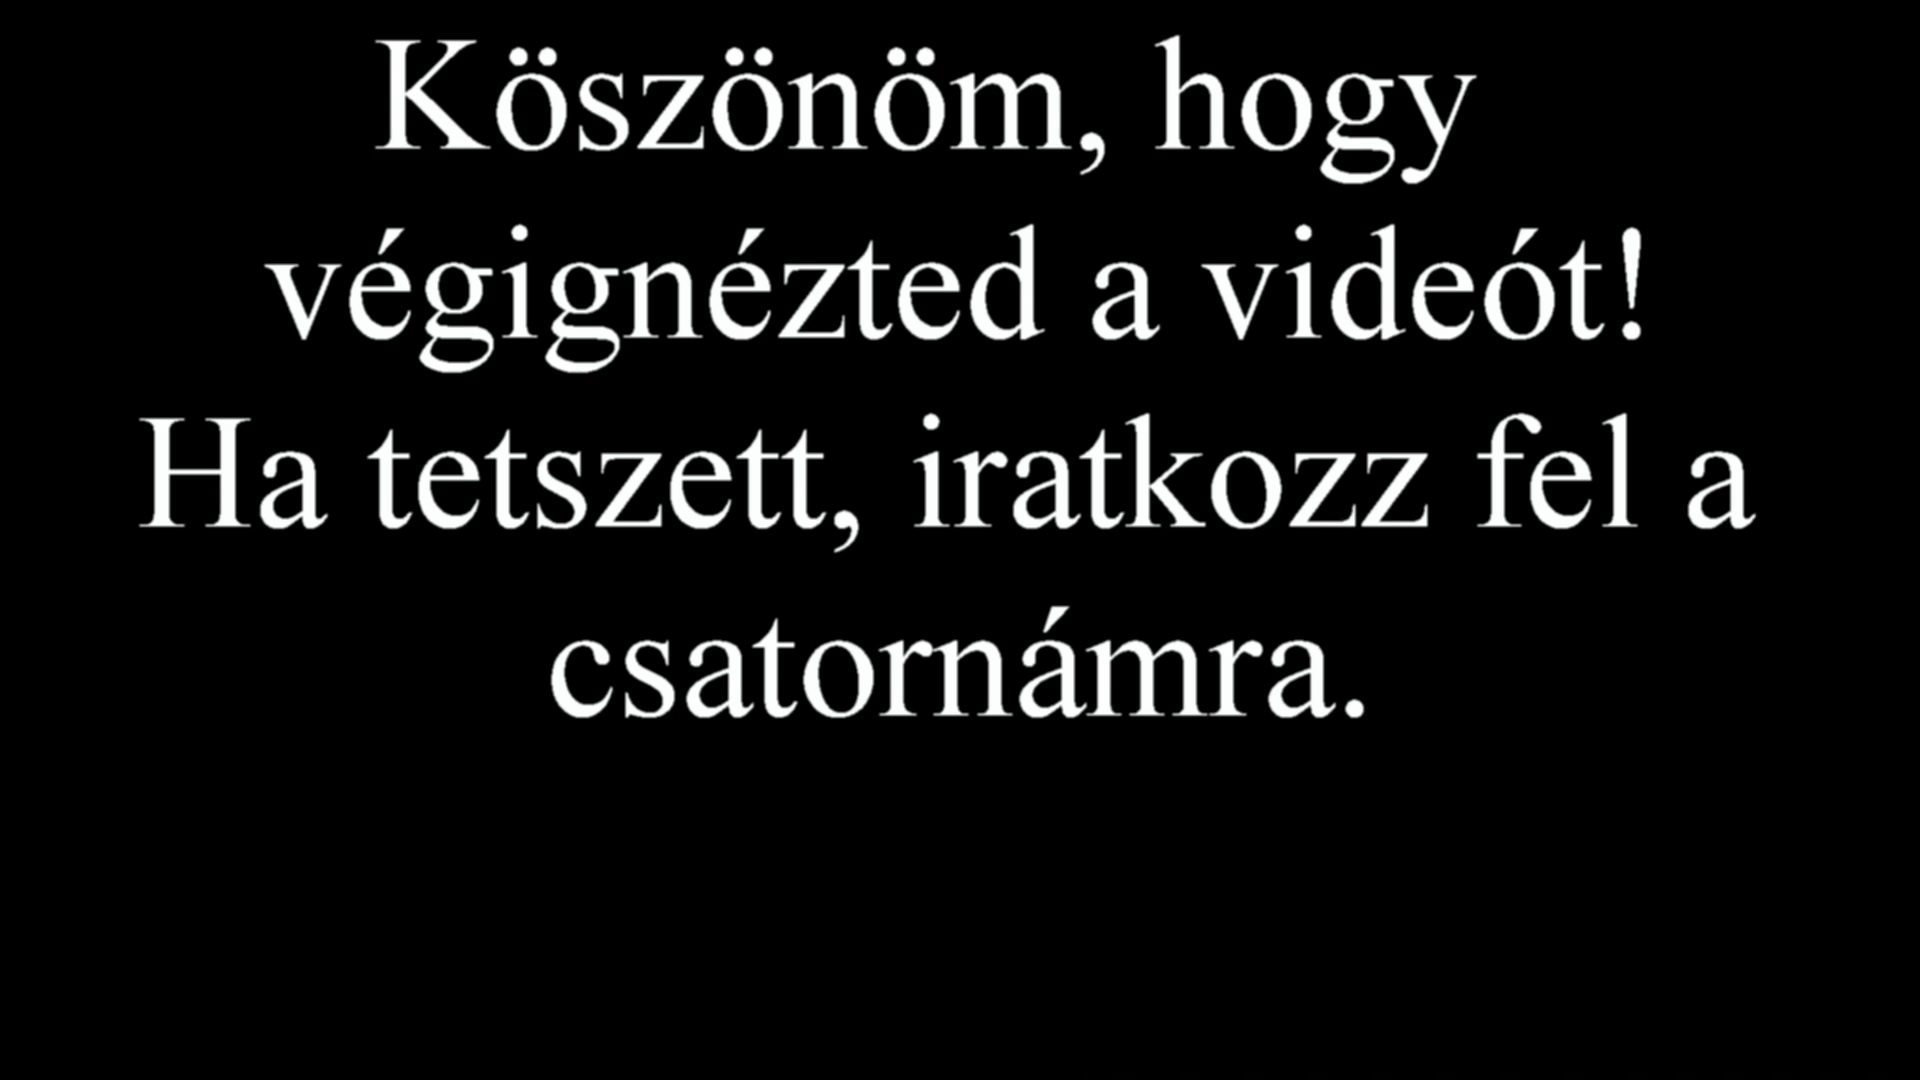 Köszönöm, hogy
végignézted a videót!
Ha tetszett, iratkozz fel a
csatornámra.